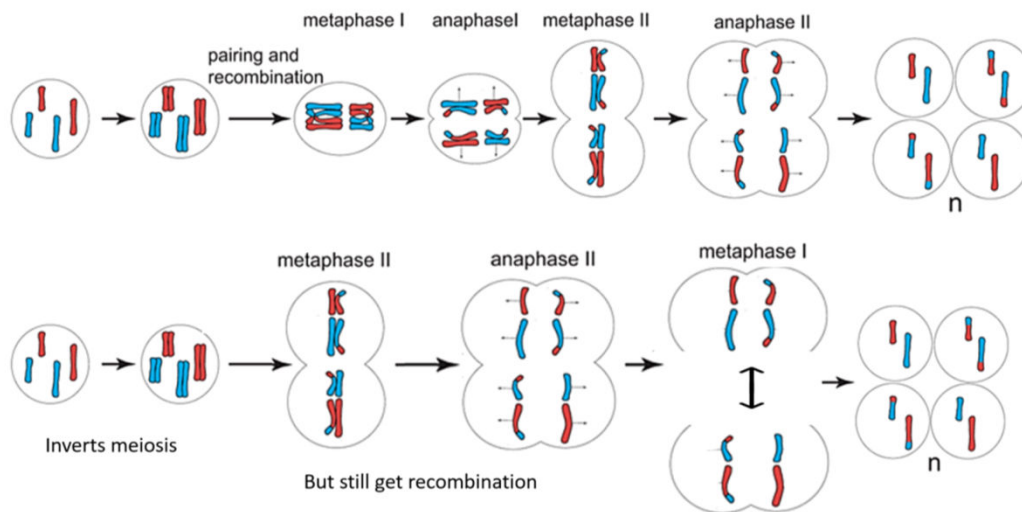 metaphase I
anaphaseI
metaphase II
anaphase II
pairing and
recombination
n
metaphase II
anaphase II
metaphase I
Inverts meiosis
But still get recombination
n